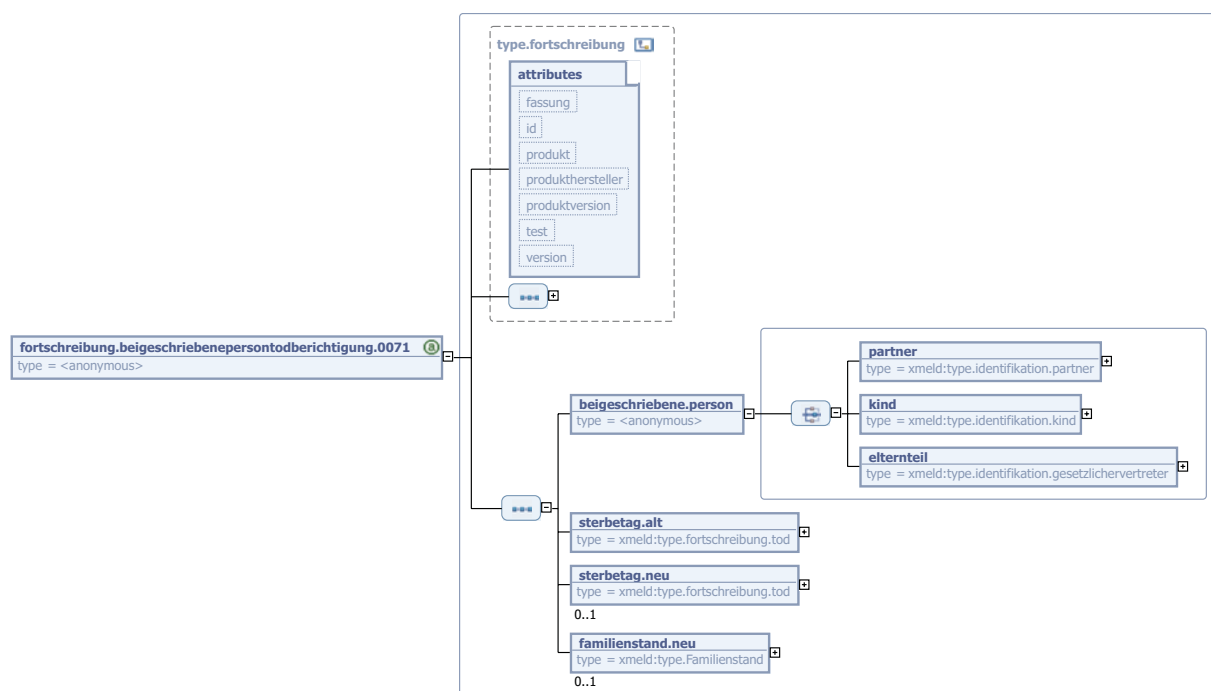 type.fortschreibung
attributes
fassung
id
produkt
produkthersteller
produktversion
test
version
fortschreibung.beigeschriebenepersontodberichtigung.0071
type = <anonymous>
beigeschriebene.person
type = <anonymous>
partner
type = xmeld:type.identifikation.partner
kind
type = xmeld:type.identifikation.kind
elternteil
type = xmeld:type.identifikation.gesetzlichervertreter
sterbetag.alt
type = xmeld:type.fortschreibung.tod
sterbetag.neu
type = xmeld:type.fortschreibung.tod
0..1
familienstand.neu
type = xmeld:type.Familienstand
0..1